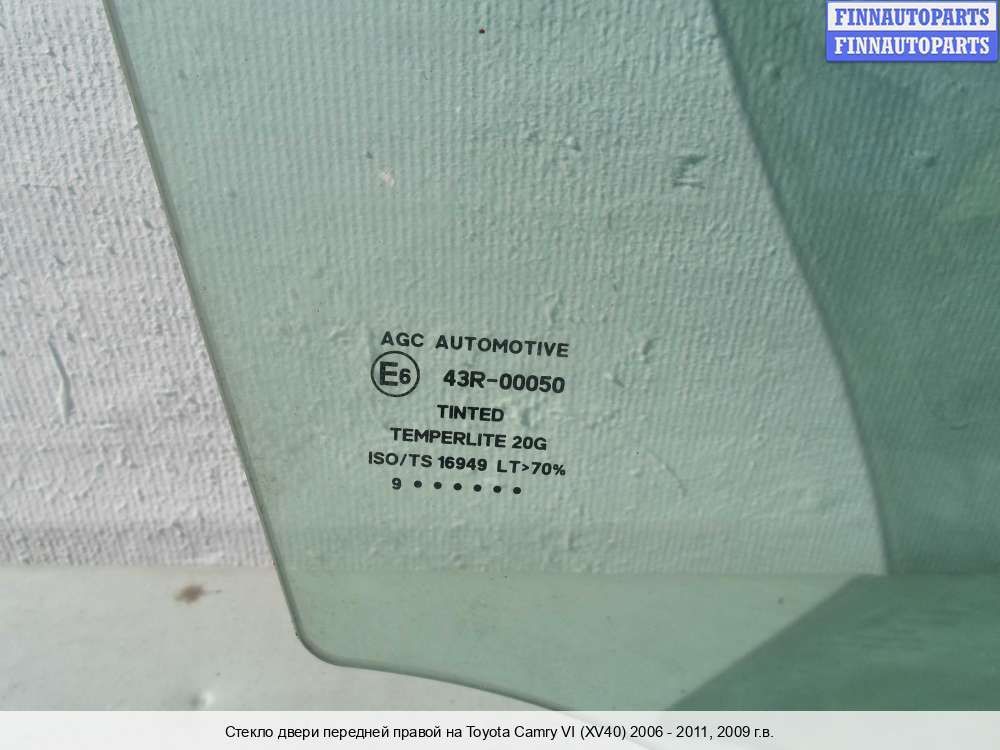 FINNAUTOPARTS
FINNAUTOPARTS
AGC AUTOMOTIVE
E6 43R-00050
TINTED
TEMPERLITE 20G
ISO/TS 16949 LT>70%
9 • • • • • •
Стекло двери передней правой на Toyota Camry VI (XV40) 2006 - 2011, 2009 г.в.